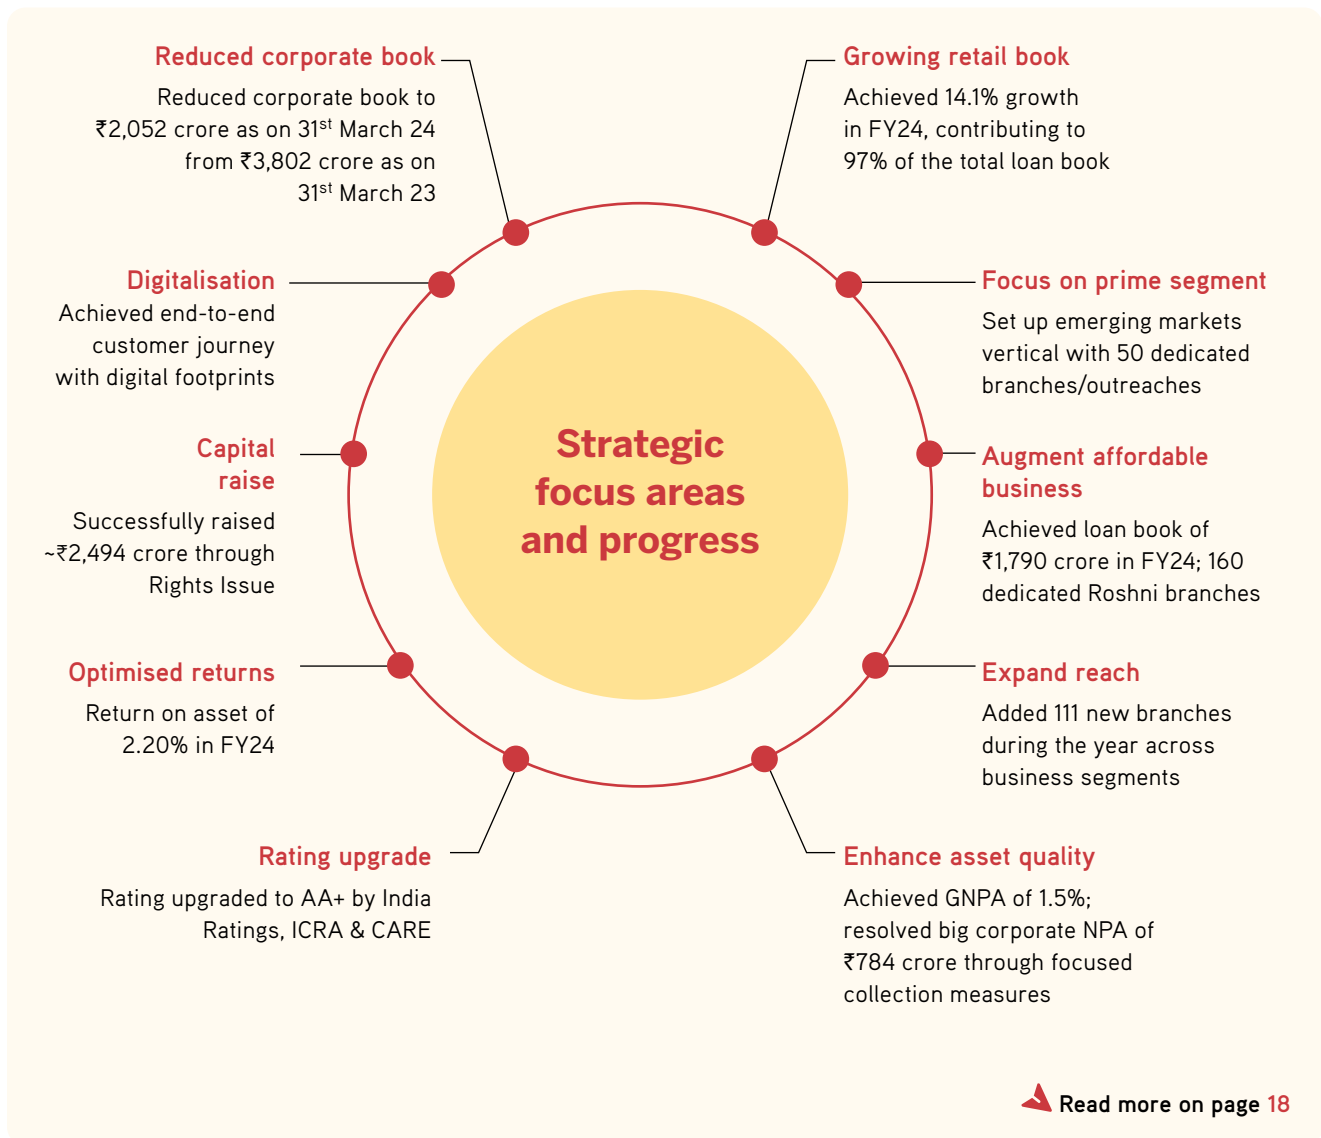 Reduced corporate book
Reduced corporate book to
₹2,052 crore as on 31st March 24
from ₹3,802 crore as on
31st March 23
Growing retail book
Achieved 14.1% growth
in FY24, contributing to
97% of the total loan book
Digitalisation
Achieved end-to-end
customer journey
with digital footprints
Focus on prime segment
Set up emerging markets
vertical with 50 dedicated
branches/outreaches
Capital
raise
Successfully raised
~₹2,494 crore through
Rights Issue
Strategic
focus areas
and progress
Augment affordable
business
Achieved loan book of
₹1,790 crore in FY24; 160
dedicated Roshni branches
Optimised returns
Return on asset of
2.20% in FY24
Expand reach
Added 111 new branches
during the year across
business segments
Rating upgrade
Rating upgraded to AA+ by India
Ratings, ICRA & CARE
Enhance asset quality
Achieved GNPA of 1.5%;
resolved big corporate NPA of
₹784 crore through focused
collection measures
Read more on page 18